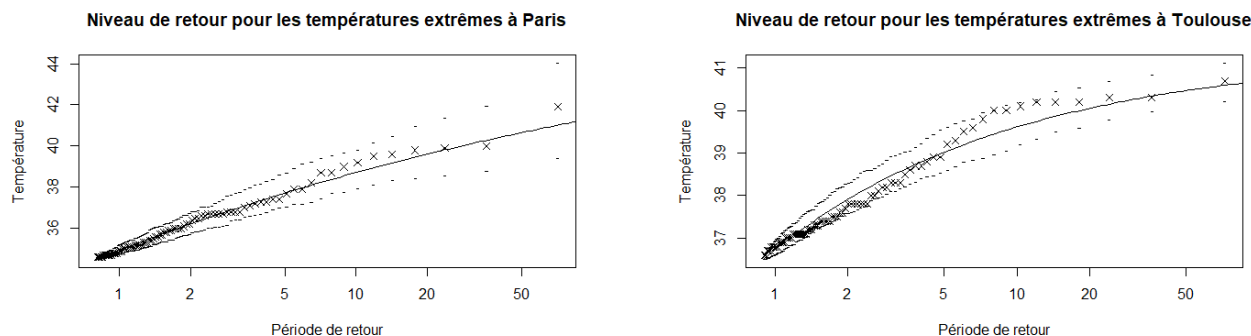 Niveau de retour pour les températures extrêmes à Paris
Température
44
42
40
38
36
1 2 5 10 20 50
Période de retour
Niveau de retour pour les températures extrêmes à Toulouse
Température
41
40
39
38
37
1 2 5 10 20 50
Période de retour